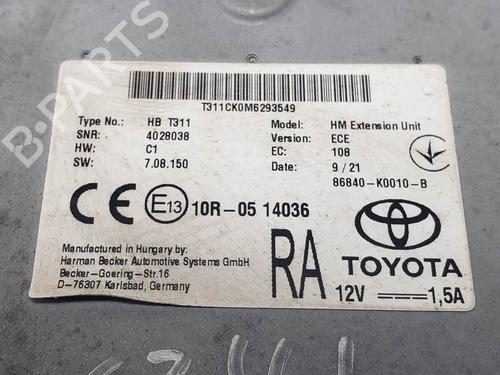 T311CK0M6293549
Type No.: HB T311 Model: HM Extension Unit
SNR: 4028038 Version: ECE
HW: C1 EC: 108
SW: 7.08.150 Date: 9 / 21
86840-K0010-B
CE E13 10R-05 14036
Manufactured in Hungary by:
Harman Becker Automotive Systems GmbH
Becker-Goering-Str.16
D-76307 Karlsbad, Germany
RA
TOYOTA
12V 1,5A
B-PARTS